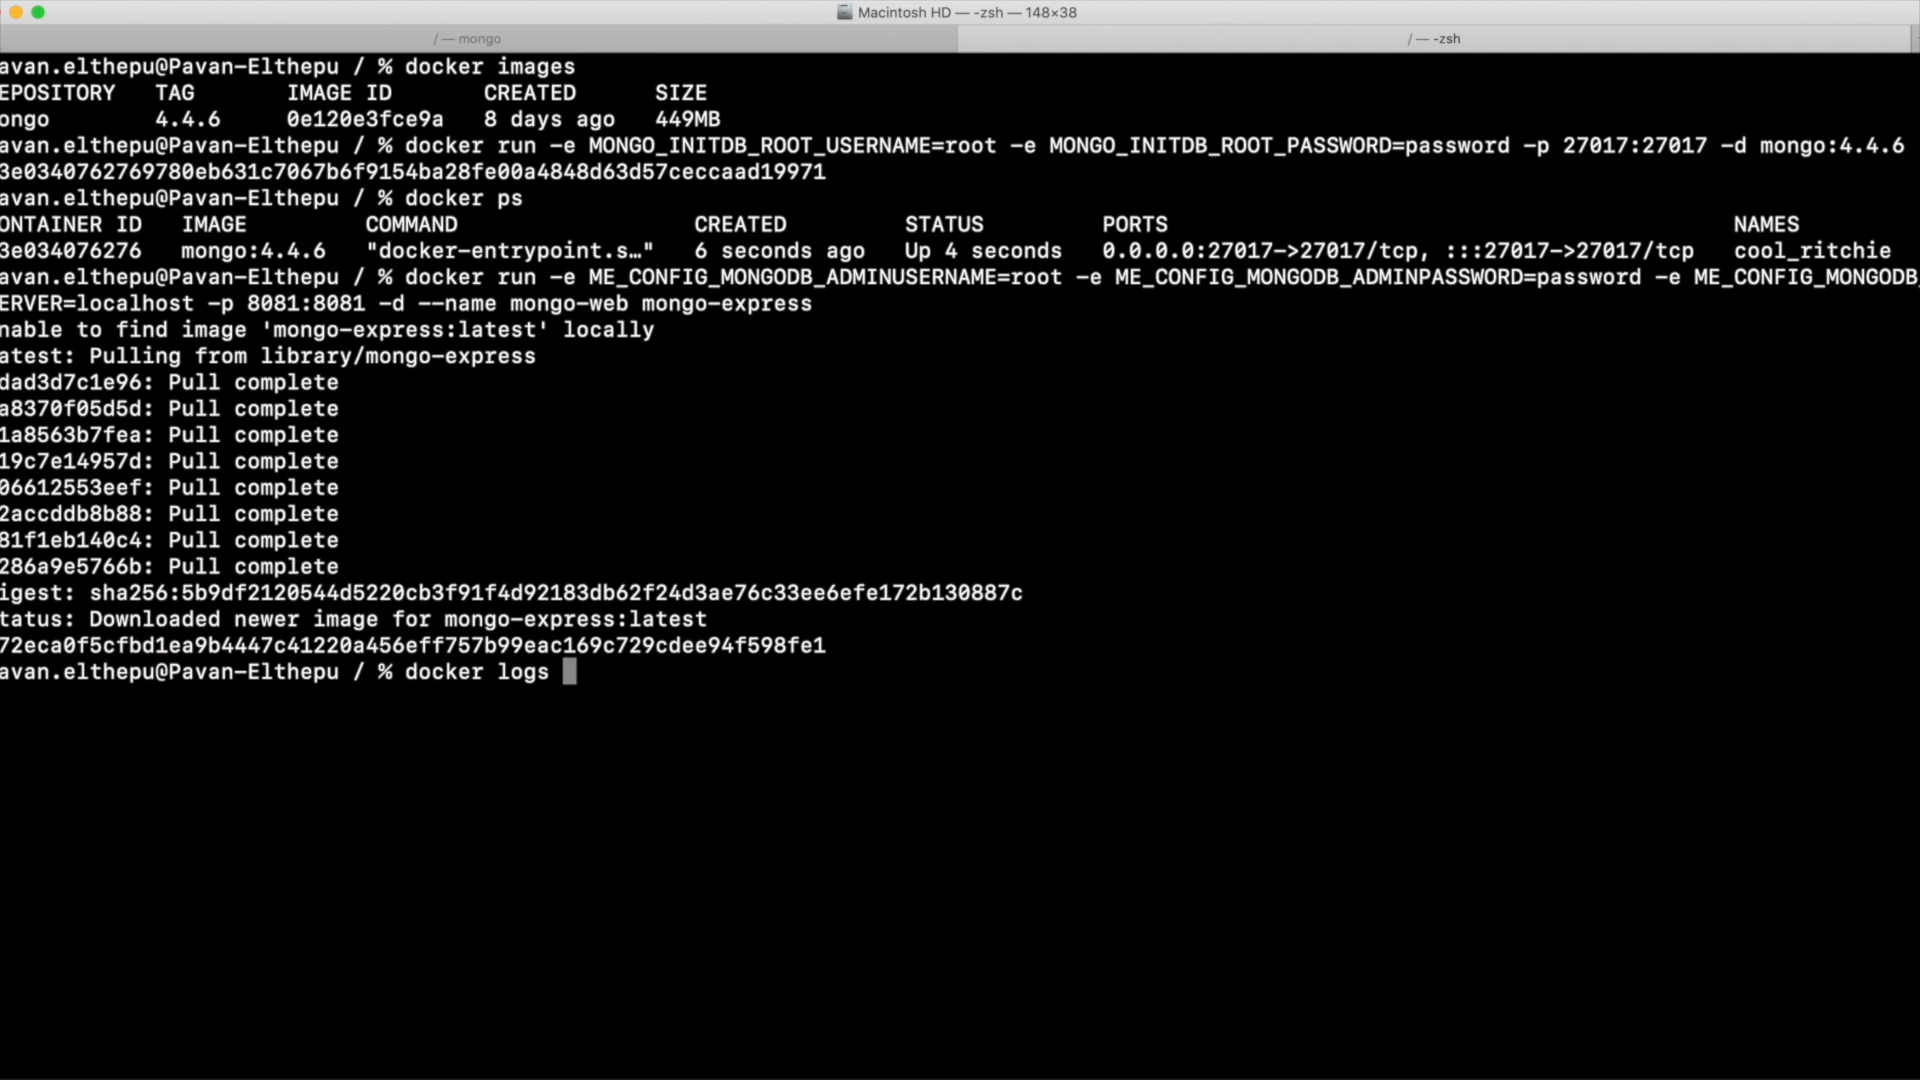 Macintosh HD — -zsh — 148×38
/ — mongo
/ — -zsh
avan.elthepu@Pavan-Elthepu / % docker images
EPOSITORY TAG IMAGE ID CREATED SIZE
ongo 4.4.6 0e120e3fce9a 8 days ago 449MB
avan.elthepu@Pavan-Elthepu / % docker run -e MONGO_INITDB_ROOT_USERNAME=root -e MONGO_INITDB_ROOT_PASSWORD=password -p 27017:27017 -d mongo:4.4.6
3e0340762769780eb631c7067b6f9154ba28fe00a4848d63d57ceccaad19971
avan.elthepu@Pavan-Elthepu / % docker ps
ONTAINER ID IMAGE COMMAND CREATED STATUS PORTS NAMES
3e034076276 mongo:4.4.6 "docker-entrypoint.s…" 6 seconds ago Up 4 seconds 0.0.0.0:27017->27017/tcp, :::27017->27017/tcp cool_ritchie
avan.elthepu@Pavan-Elthepu / % docker run -e ME_CONFIG_MONGODB_ADMINUSERNAME=root -e ME_CONFIG_MONGODB_ADMINPASSWORD=password -e ME_CONFIG_MONGODB_
ERVER=localhost -p 8081:8081 -d --name mongo-web mongo-express
nable to find image 'mongo-express:latest' locally
atest: Pulling from library/mongo-express
dad3d7c1e96: Pull complete
a8370f05d5d: Pull complete
1a8563b7fea: Pull complete
19c7e14957d: Pull complete
06612553eef: Pull complete
2accddb8b88: Pull complete
81f1eb140c4: Pull complete
286a9e5766b: Pull complete
igest: sha256:5b9df2120544d5220cb3f91f4d92183db62f24d3ae76c33ee6efe172b130887c
tatus: Downloaded newer image for mongo-express:latest
72eca0f5cfbd1ea9b4447c41220a456eff757b99eac169c729cdee94f598fe1
avan.elthepu@Pavan-Elthepu / % docker logs